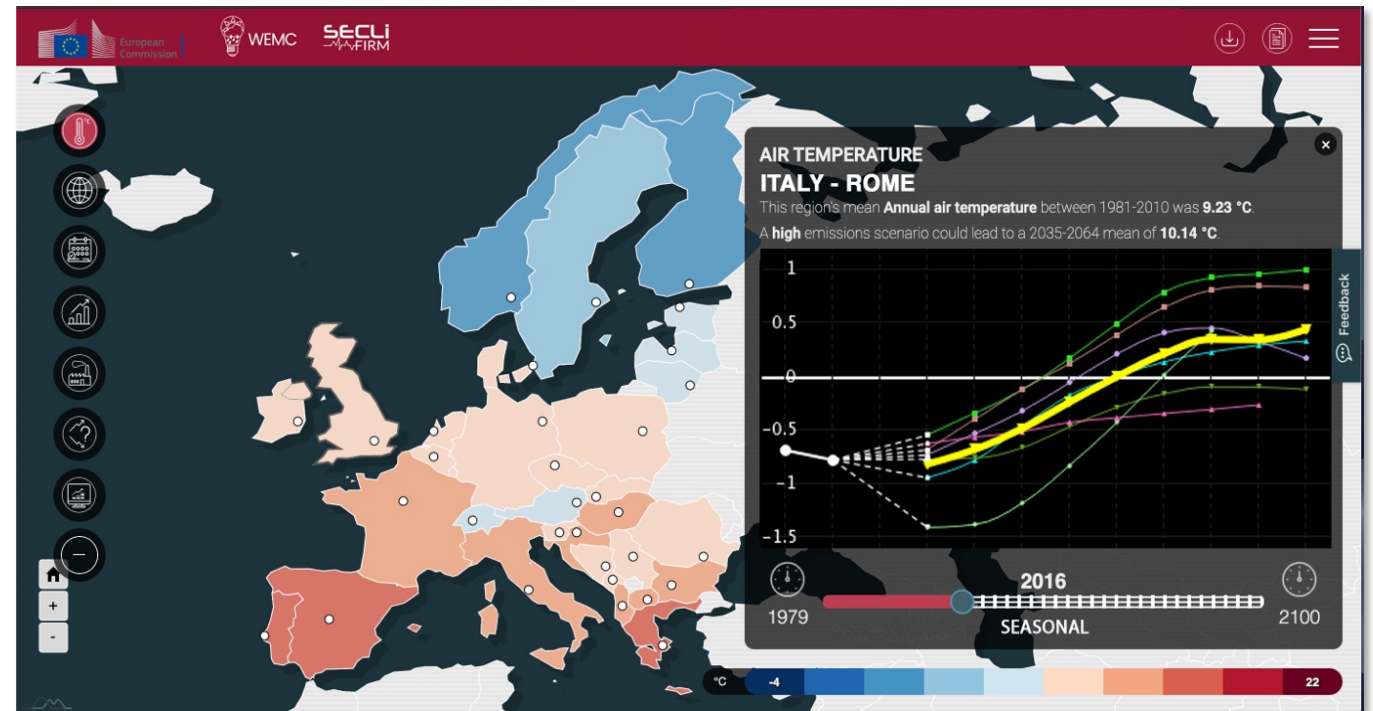 European
Commission
WEMC
SECLI
FIRM
AIR TEMPERATURE
ITALY - ROME
This region's mean Annual air temperature between 1981-2010 was 9.23 °C.
A high emissions scenario could lead to a 2035-2064 mean of 10.14 °C.
1
0.5
0
-0.5
-1
-1.5
Feedback
2016
1979
2100
SEASONAL
+
-
°C
-4
22